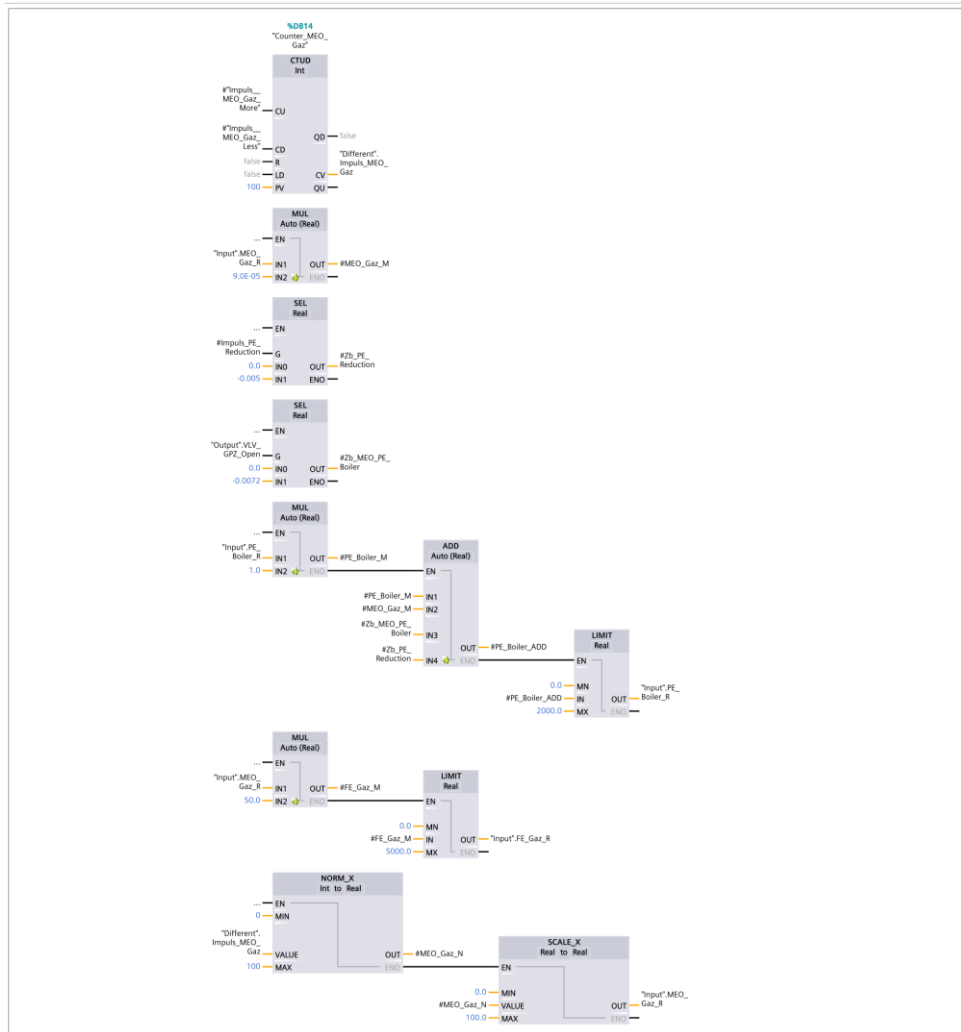 %DB14
"Counter_MEO_
Gaz"
CTUD
Int
#"Impuls__
MEO_Gaz_
More"
CU
#"Impuls__
MEO_Gaz_
Less"
CD
QD
false
false
R
"Different".
Impuls_MEO_
Gaz
false
LD
CV
100
PV
QU
MUL
Auto (Real)
...
EN
"Input".MEO_
Gaz_R
IN1
OUT
#MEO_Gaz_M
9.0E-05
IN2
ENO
SEL
Real
...
EN
#Impuls_PE_
Reduction
G
0.0
IN0
OUT
#Zb_PE_
Reduction
-0.005
IN1
ENO
SEL
Real
...
EN
"Output".VLV_
GPZ_Open
G
0.0
IN0
OUT
#Zb_MEO_PE_
Boiler
-0.0072
IN1
ENO
MUL
Auto (Real)
...
EN
"Input".PE_
Boiler_R
IN1
OUT
#PE_Boiler_M
1.0
IN2
ENO
ADD
Auto (Real)
EN
#PE_Boiler_M
IN1
#MEO_Gaz_M
IN2
#Zb_MEO_PE_
Boiler
IN3
#Zb_PE_
Reduction
IN4
OUT
#PE_Boiler_ADD
ENO
LIMIT
Real
EN
0.0
MN
#PE_Boiler_ADD
IN
OUT
"Input".PE_
Boiler_R
2000.0
MX
ENO
MUL
Auto (Real)
...
EN
"Input".MEO_
Gaz_R
IN1
OUT
#FE_Gaz_M
50.0
IN2
ENO
LIMIT
Real
EN
0.0
MN
#FE_Gaz_M
IN
OUT
"Input".FE_Gaz_R
5000.0
MX
ENO
NORM_X
Int to Real
...
EN
0
MIN
"Different".
Impuls_MEO_
Gaz
VALUE
OUT
#MEO_Gaz_N
100
MAX
ENO
SCALE_X
Real to Real
EN
0.0
MIN
#MEO_Gaz_N
VALUE
OUT
"Input".MEO_
Gaz_R
100.0
MAX
ENO